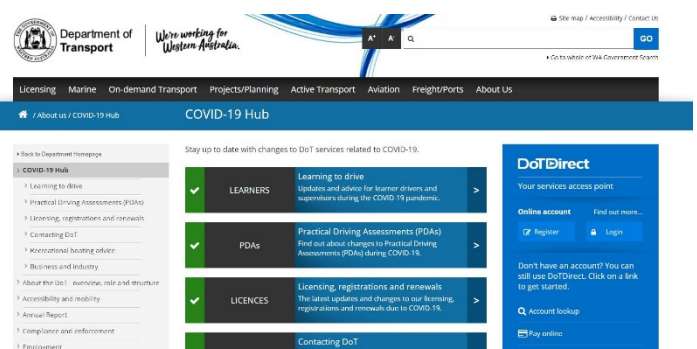 Site map / Accessibility / Contact Us
Department of
Transport
We're working for
Western Australia.
A+
A-
GO
Go to whole of WA Government Search
Licensing Marine On-demand Transport Projects/Planning Active Transport Aviation Freight/Ports About Us
/ About us / COVID-19 Hub
COVID-19 Hub
Back to Department Homepage
COVID-19 Hub
Learning to drive
Practical Driving Assessments (PDAs)
Licensing, registrations and renewals
Contacting DoT
Recreational boating advice
Business and industry
About the DoT - overview, role and structure
Accessibility and mobility
Annual Report
Compliance and enforcement
Employment
Stay up to date with changes to DoT services related to COVID-19.
LEARNERS
Learning to drive
Updates and advice for learner drivers and
supervisors during the COVID-19 pandemic.
>
PDAs
Practical Driving Assessments (PDAs)
Find out about changes to Practical Driving
Assessments (PDAs) during COVID-19.
>
LICENCES
Licensing, registrations and renewals
The latest updates and changes to our licensing,
registrations and renewals due to COVID-19.
>
Contacting DoT
DoTDirect
Your services access point
Online account Find out more...
Register Login
Don't have an account? You can
still use DoTDirect. Click on a link
to get started.
Account lookup
Pay online